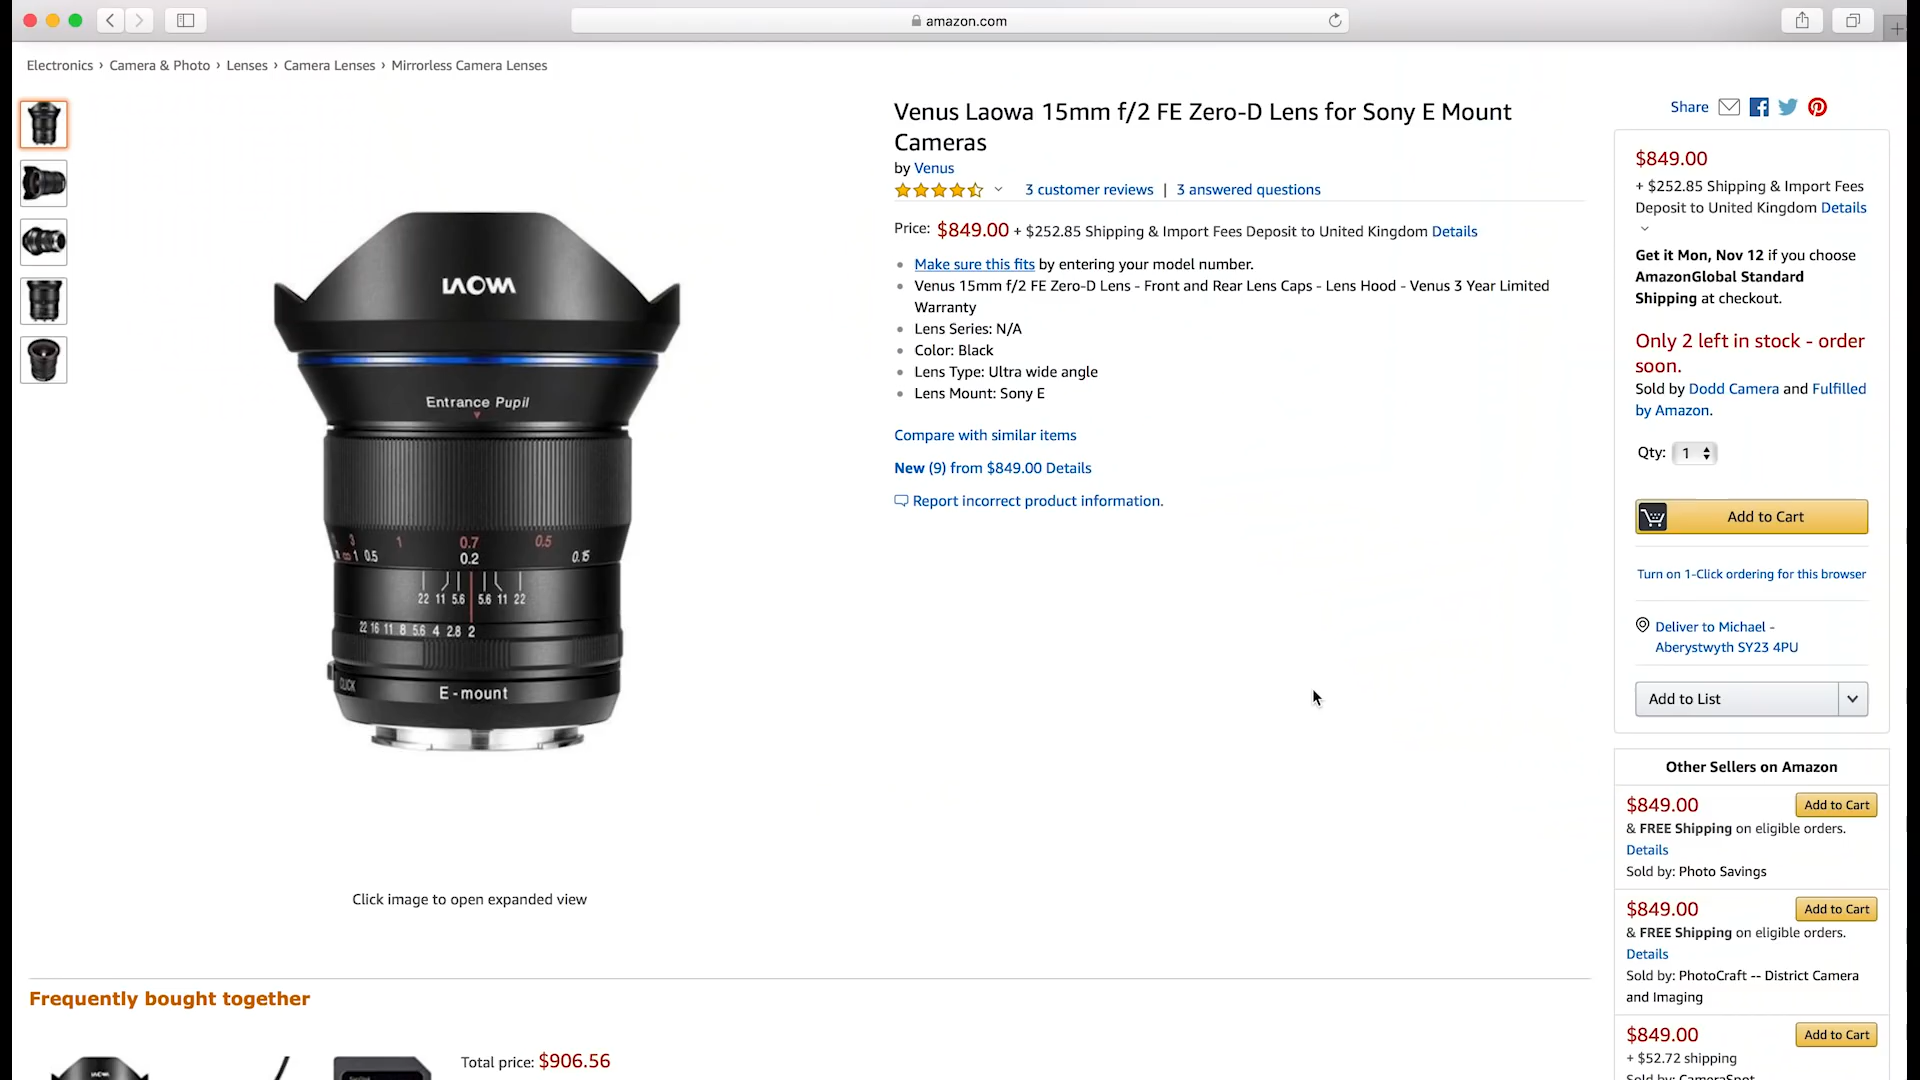 amazon.com
Electronics › Camera & Photo › Lenses › Camera Lenses › Mirrorless Camera Lenses
LAOWA
Entrance Pupil
3 1 0.7 0.5
∞ 1 0.5 0.2 0.15
22 11 5.6 5.6 11 22
22 16 11 8 5.6 4 2.8 2
CLICK
E-mount
Click image to open expanded view
Venus Laowa 15mm f/2 FE Zero-D Lens for Sony E Mount
Cameras
by Venus
3 customer reviews | 3 answered questions
Price: $849.00 + $252.85 Shipping & Import Fees Deposit to United Kingdom Details
Make sure this fits by entering your model number.
Venus 15mm f/2 FE Zero-D Lens - Front and Rear Lens Caps - Lens Hood - Venus 3 Year Limited
Warranty
Lens Series: N/A
Color: Black
Lens Type: Ultra wide angle
Lens Mount: Sony E
Compare with similar items
New (9) from $849.00 Details
Report incorrect product information.
Share
$849.00
+ $252.85 Shipping & Import Fees
Deposit to United Kingdom Details
Get it Mon, Nov 12 if you choose
AmazonGlobal Standard
Shipping at checkout.
Only 2 left in stock - order
soon.
Sold by Dodd Camera and Fulfilled
by Amazon.
Qty: 1
Add to Cart
Turn on 1-Click ordering for this browser
Deliver to Michael -
Aberystwyth SY23 4PU
Add to List
Other Sellers on Amazon
$849.00 Add to Cart
& FREE Shipping on eligible orders.
Details
Sold by: Photo Savings
$849.00 Add to Cart
& FREE Shipping on eligible orders.
Details
Sold by: PhotoCraft -- District Camera
and Imaging
$849.00 Add to Cart
+ $52.72 shipping
Sold by: CameraSpot
Frequently bought together
LAOWA
Total price: $906.56